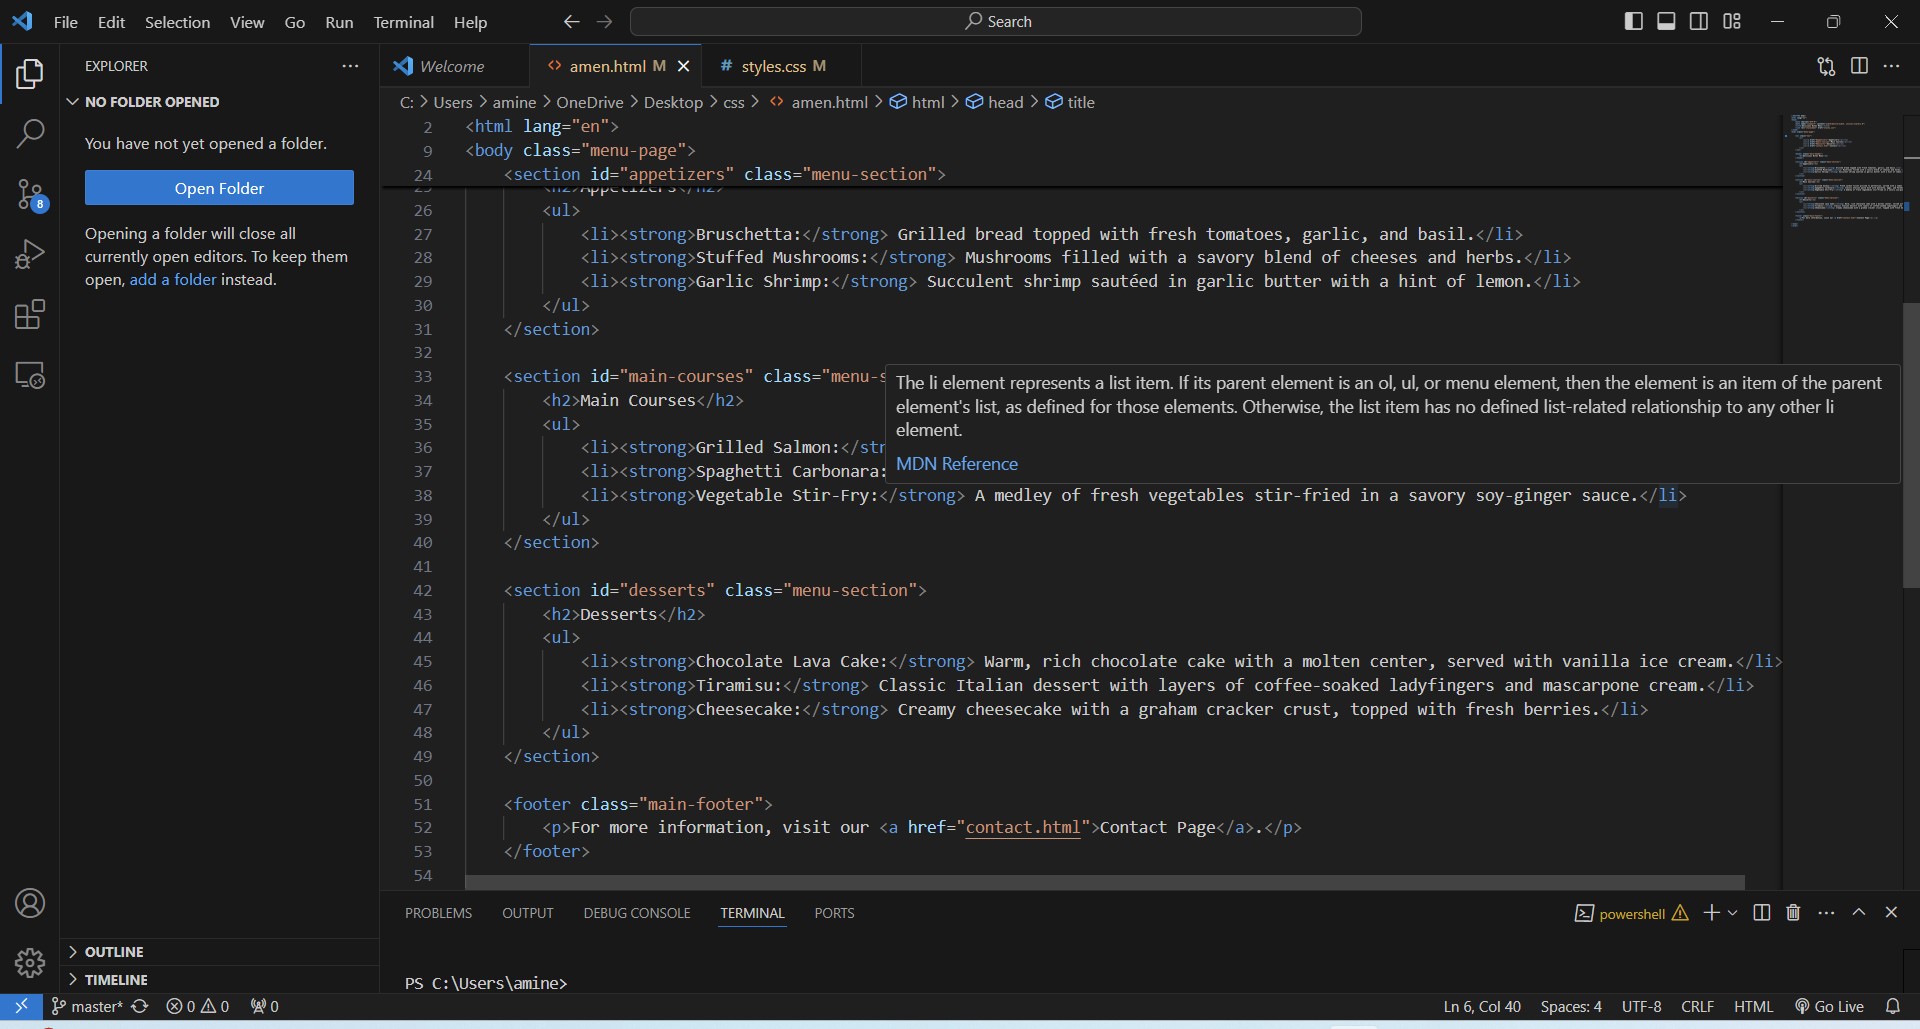 File Edit Selection View Go Run Terminal Help
Search
EXPLORER
NO FOLDER OPENED
You have not yet opened a folder.
Open Folder
Opening a folder will close all
currently open editors. To keep them
open, add a folder instead.
OUTLINE
TIMELINE
8
Welcome
<> amen.html M
# styles.css M
C: > Users > amine > OneDrive > Desktop > css > <> amen.html > html > head > title
2 <html lang="en">
9 <body class="menu-page">
24 <section id="appetizers" class="menu-section">
25 <h2>Appetizers</h2>
26 <ul>
27 <li><strong>Bruschetta:</strong> Grilled bread topped with fresh tomatoes, garlic, and basil.</li>
28 <li><strong>Stuffed Mushrooms:</strong> Mushrooms filled with a savory blend of cheeses and herbs.</li>
29 <li><strong>Garlic Shrimp:</strong> Succulent shrimp sautéed in garlic butter with a hint of lemon.</li>
30 </ul>
31 </section>
32
33 <section id="main-courses" class="menu-s
34 <h2>Main Courses</h2>
35 <ul>
36 <li><strong>Grilled Salmon:</str
37 <li><strong>Spaghetti Carbonara:
38 <li><strong>Vegetable Stir-Fry:</strong> A medley of fresh vegetables stir-fried in a savory soy-ginger sauce.</li>
39 </ul>
40 </section>
41
42 <section id="desserts" class="menu-section">
43 <h2>Desserts</h2>
44 <ul>
45 <li><strong>Chocolate Lava Cake:</strong> Warm, rich chocolate cake with a molten center, served with vanilla ice cream.</li>
46 <li><strong>Tiramisu:</strong> Classic Italian dessert with layers of coffee-soaked ladyfingers and mascarpone cream.</li>
47 <li><strong>Cheesecake:</strong> Creamy cheesecake with a graham cracker crust, topped with fresh berries.</li>
48 </ul>
49 </section>
50
51 <footer class="main-footer">
52 <p>For more information, visit our <a href="contact.html">Contact Page</a>.</p>
53 </footer>
54
The li element represents a list item. If its parent element is an ol, ul, or menu element, then the element is an item of the parent
element's list, as defined for those elements. Otherwise, the list item has no defined list-related relationship to any other li
element.
MDN Reference
PROBLEMS OUTPUT DEBUG CONSOLE TERMINAL PORTS
powershell
PS C:\Users\amine>
master* 0 0 0
Ln 6, Col 40 Spaces: 4 UTF-8 CRLF HTML Go Live